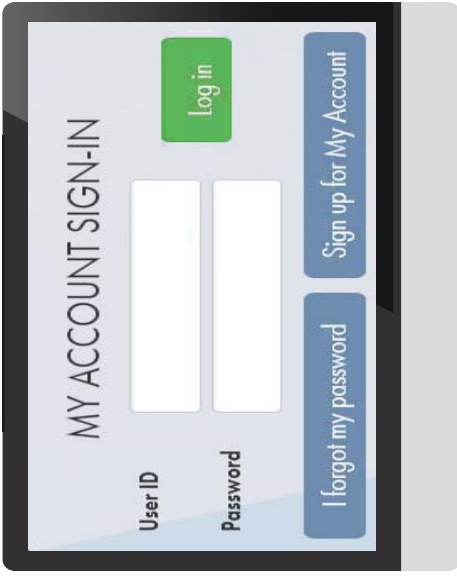 MY ACCOUNT SIGN-IN
User ID
Log in
Password
I forgot my password
Sign up for My Account